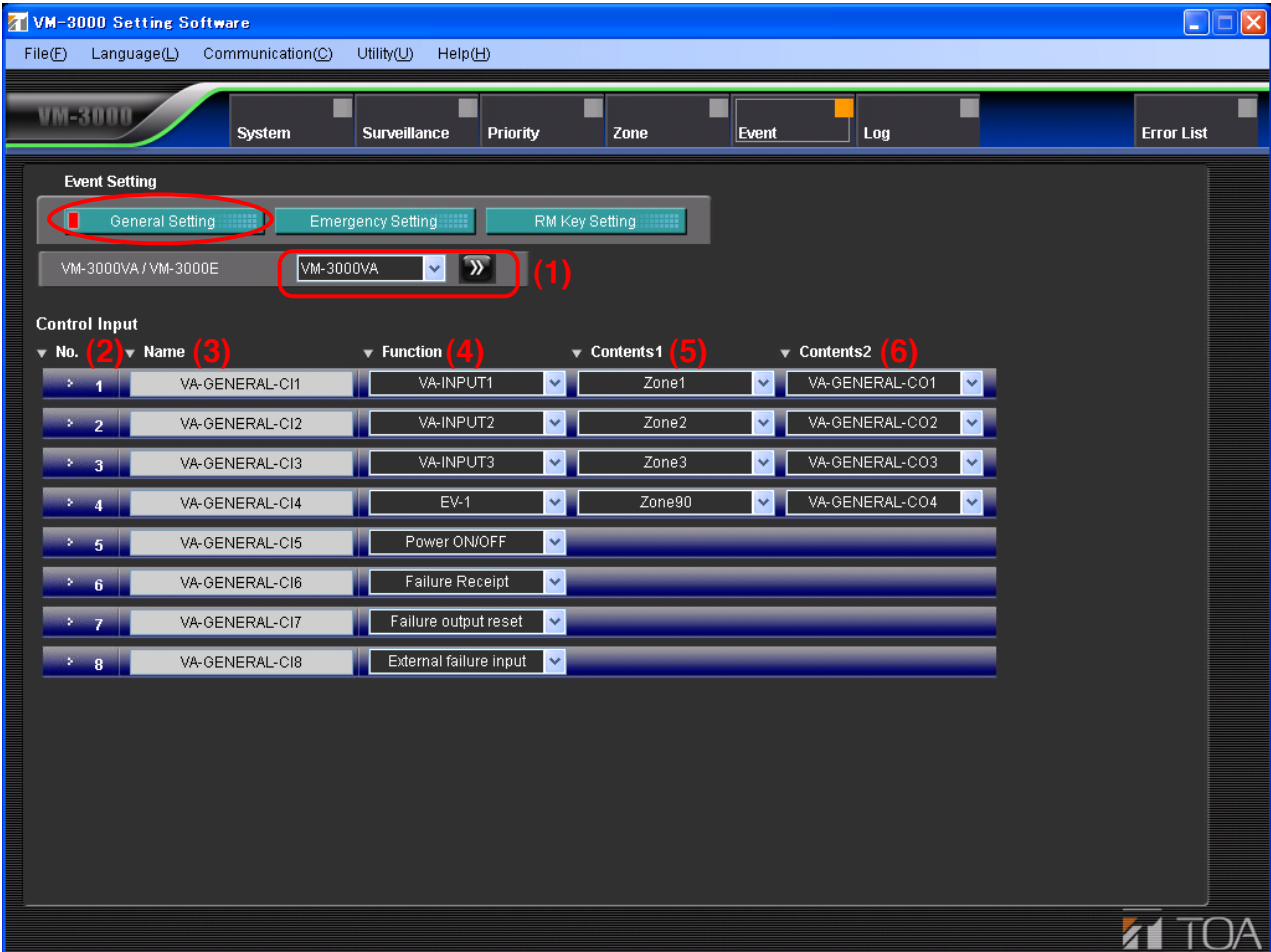 VM-3000 Setting Software
File(F) Language(L) Communication(C) Utility(U) Help(H)
VM-3000 System Surveillance Priority Zone Event Log Error List
Event Setting
General Setting Emergency Setting RM Key Setting
VM-3000VA / VM-3000E VM-3000VA (1)
Control Input
No. (2) Name (3) Function (4) Contents1 (5) Contents2 (6)
1 VA-GENERAL-CI1 VA-INPUT1 Zone1 VA-GENERAL-CO1
2 VA-GENERAL-CI2 VA-INPUT2 Zone2 VA-GENERAL-CO2
3 VA-GENERAL-CI3 VA-INPUT3 Zone3 VA-GENERAL-CO3
4 VA-GENERAL-CI4 EV-1 Zone90 VA-GENERAL-CO4
5 VA-GENERAL-CI5 Power ON/OFF
6 VA-GENERAL-CI6 Failure Receipt
7 VA-GENERAL-CI7 Failure output reset
8 VA-GENERAL-CI8 External failure input
TOA